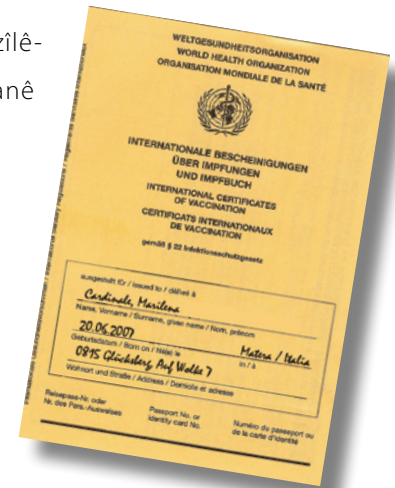 zîlê-
anê
WELTGESUNDHEITSORGANISATION
WORLD HEALTH ORGANIZATION
ORGANISATION MONDIALE DE LA SANTÉ
INTERNATIONALE BESCHEINIGUNGEN
ÜBER IMPFUNGEN
UND IMPFBUCH
INTERNATIONAL CERTIFICATES
OF VACCINATION
CERTIFICATS INTERNATIONAUX
DE VACCINATION
gemäß § 22 Infektionsschutzgesetz
ausgestellt für / issued to / délivré à
Cardinale, Marilena
Name, Vorname / Surname, given name / Nom, prénom
20.06.2007 Matera / Italia
Geburtsdatum / Born on / Né(e) le in / à
0815 Glücksberg Auf Wolke 7
Wohnort und Straße / Address / Domicile et adresse
Reisepass-Nr. oder Passport No. or Numéro du passeport ou
Nr. des Pers.-Ausweises identity card No. de la carte d'identité